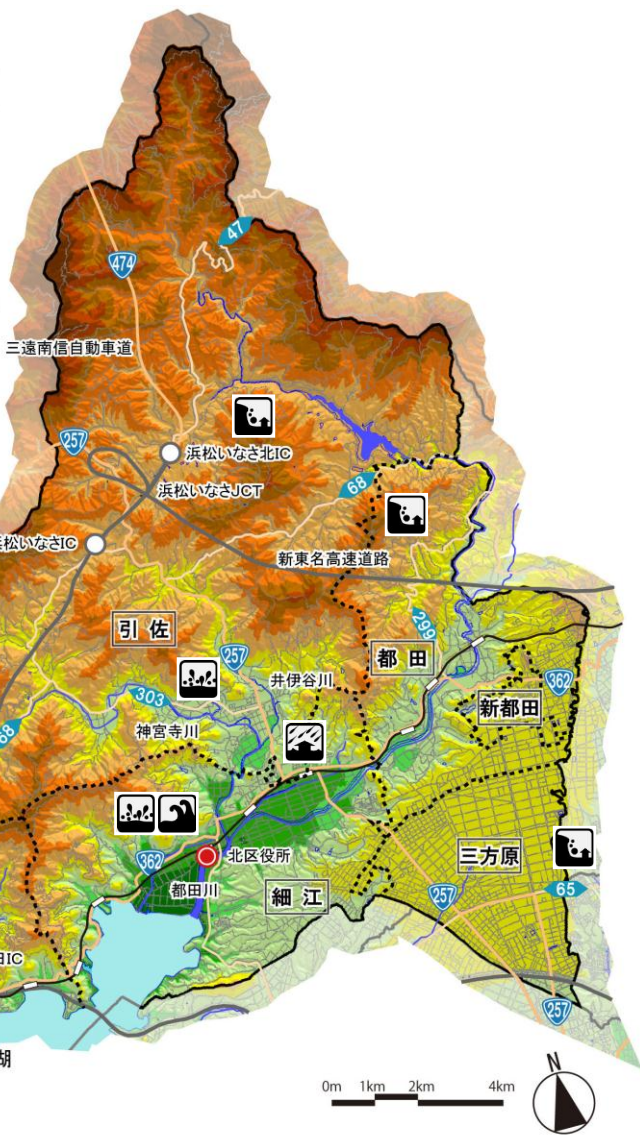 47
474
三遠南信自動車道
257
浜松いなさ北IC
浜松いなさJCT
68
松いなさIC
新東名高速道路
引佐
299
都田
257
井伊谷川
362
新都田
303
神宮寺川
68
北区役所
三方原
362
都田川
細江
65
257
IC
257
湖
0m 1km 2km 4km
N